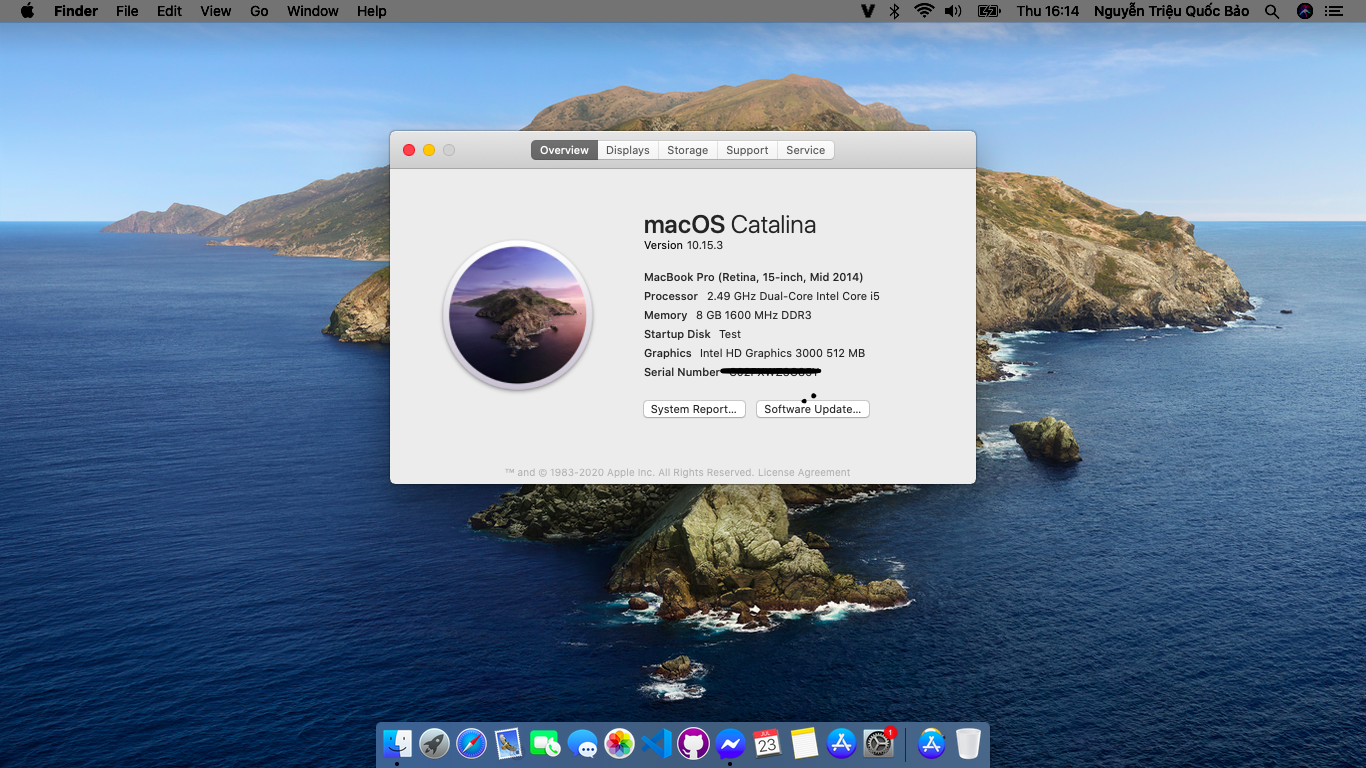 Finder File Edit View Go Window Help Thu 16:14 Nguyễn Triệu Quốc Bảo
Overview Displays Storage Support Service
macOS Catalina
Version 10.15.3
MacBook Pro (Retina, 15-inch, Mid 2014)
Processor 2.49 GHz Dual-Core Intel Core i5
Memory 8 GB 1600 MHz DDR3
Startup Disk Test
Graphics Intel HD Graphics 3000 512 MB
Serial Number
System Report... Software Update...
™ and © 1983-2020 Apple Inc. All Rights Reserved. License Agreement
JUL
23
1